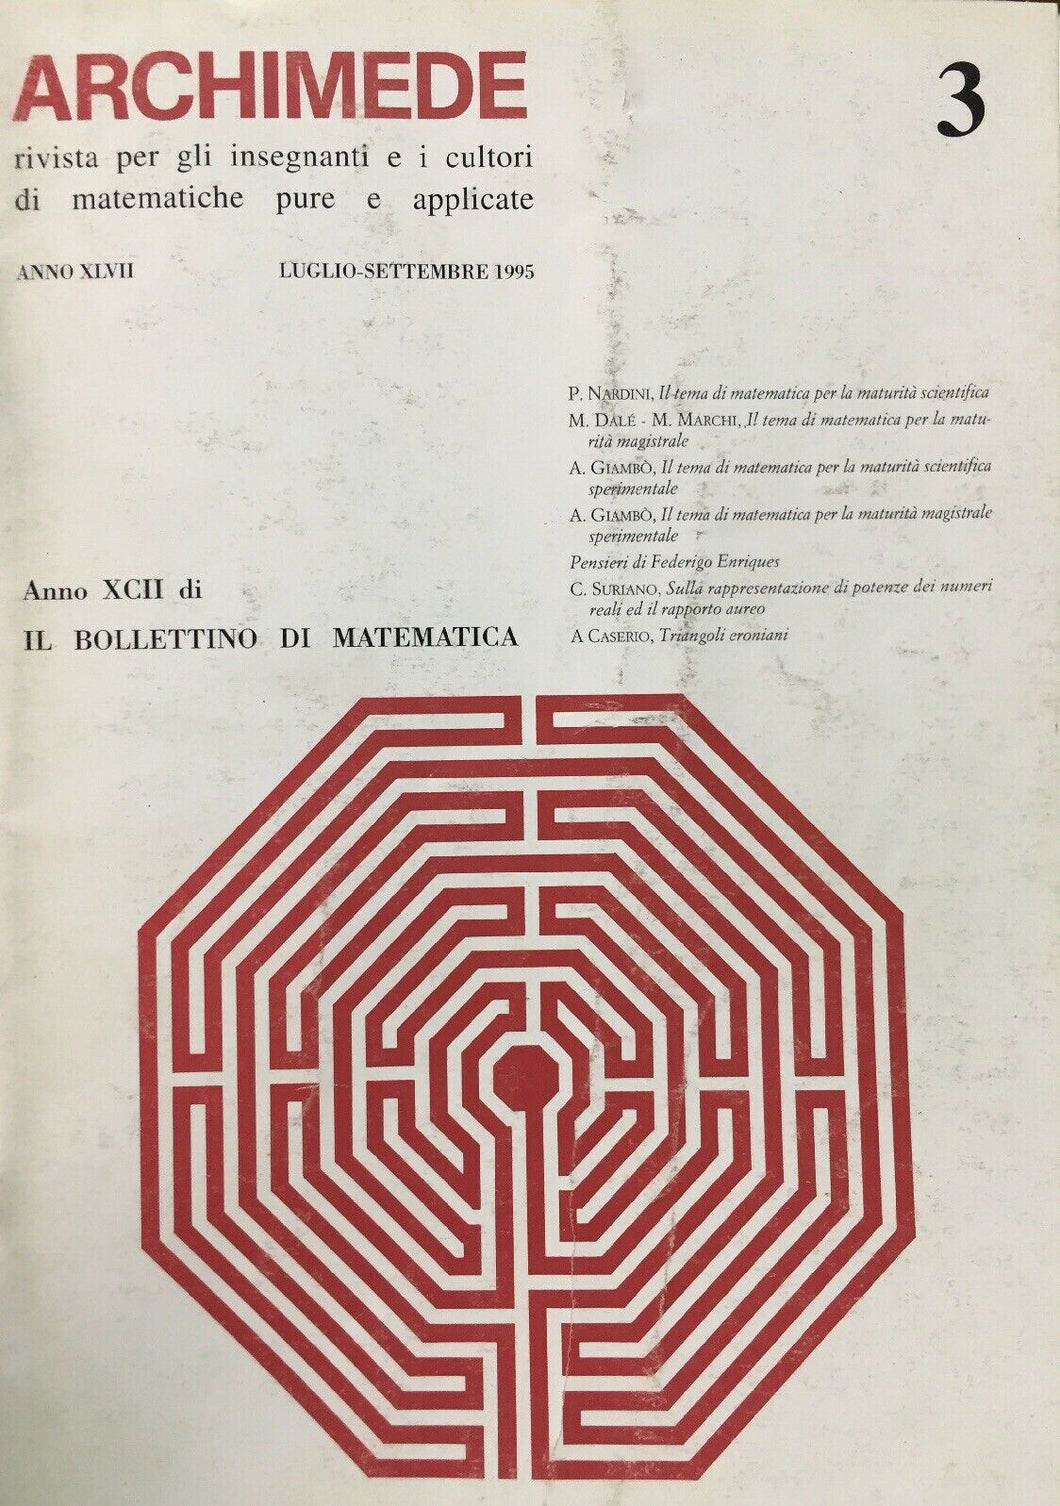 ARCHIMEDE
3
rivista per gli insegnanti e i cultori
di matematiche pure e applicate
ANNO XLVII LUGLIO-SETTEMBRE 1995
P. NARDINI, Il tema di matematica per la maturità scientifica
M. DALÉ - M. MARCHI, Il tema di matematica per la matu-
rità magistrale
A. GIAMBÒ, Il tema di matematica per la maturità scientifica
sperimentale
A. GIAMBÒ, Il tema di matematica per la maturità magistrale
sperimentale
Pensieri di Federigo Enriques
C. SURIANO, Sulla rappresentazione di potenze dei numeri
reali ed il rapporto aureo
A CASERIO, Triangoli eroniani
Anno XCII di
IL BOLLETTINO DI MATEMATICA